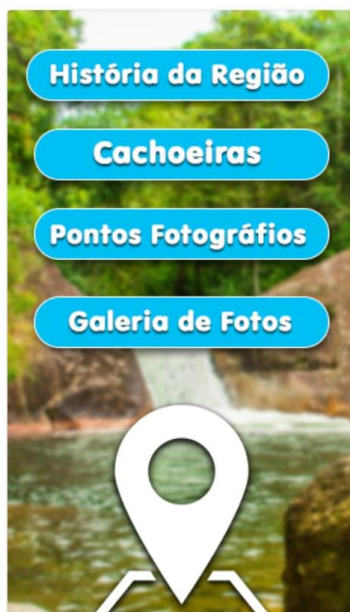 História da Região
Cachoeiras
Pontos Fotográfios
Galeria de Fotos